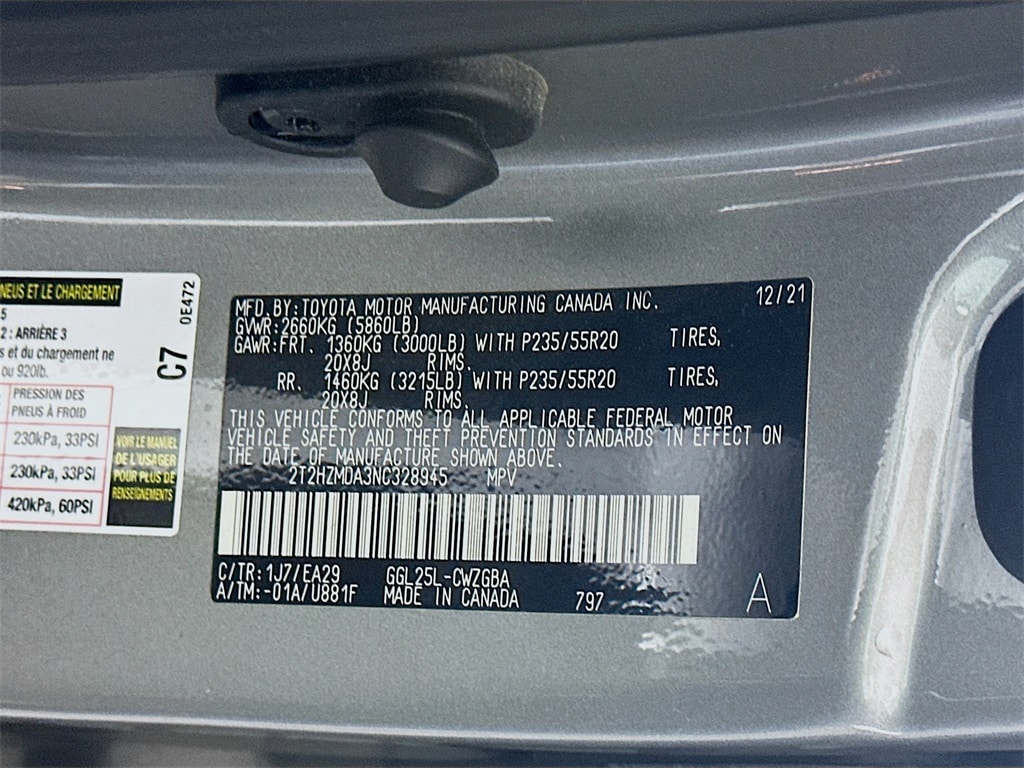 PNEUS ET LE CHARGEMENT
5
2 : ARRIÈRE 3
s et du chargement ne
ou 920lb.
PRESSION DES
PNEUS À FROID
230kPa, 33PSI
230kPa, 33PSI
420kPa, 60PSI
VOIR LE MANUEL
DE L'USAGER
POUR PLUS DE
RENSEIGNEMENTS
0E472
C7
MFD. BY: TOYOTA MOTOR MANUFACTURING CANADA INC. 12/21
GVWR: 2660KG (5860LB)
GAWR: FRT. 1360KG (3000LB) WITH P235/55R20 TIRES,
20X8J RIMS.
RR. 1460KG (3215LB) WITH P235/55R20 TIRES,
20X8J RIMS.
THIS VEHICLE CONFORMS TO ALL APPLICABLE FEDERAL MOTOR
VEHICLE SAFETY AND THEFT PREVENTION STANDARDS IN EFFECT ON
THE DATE OF MANUFACTURE SHOWN ABOVE.
2T2HZMDA3NC328945 MPV
C/TR: 1J7/EA29 GGL25L-CWZGBA
A/TM: -01A/U881F MADE IN CANADA 797 A